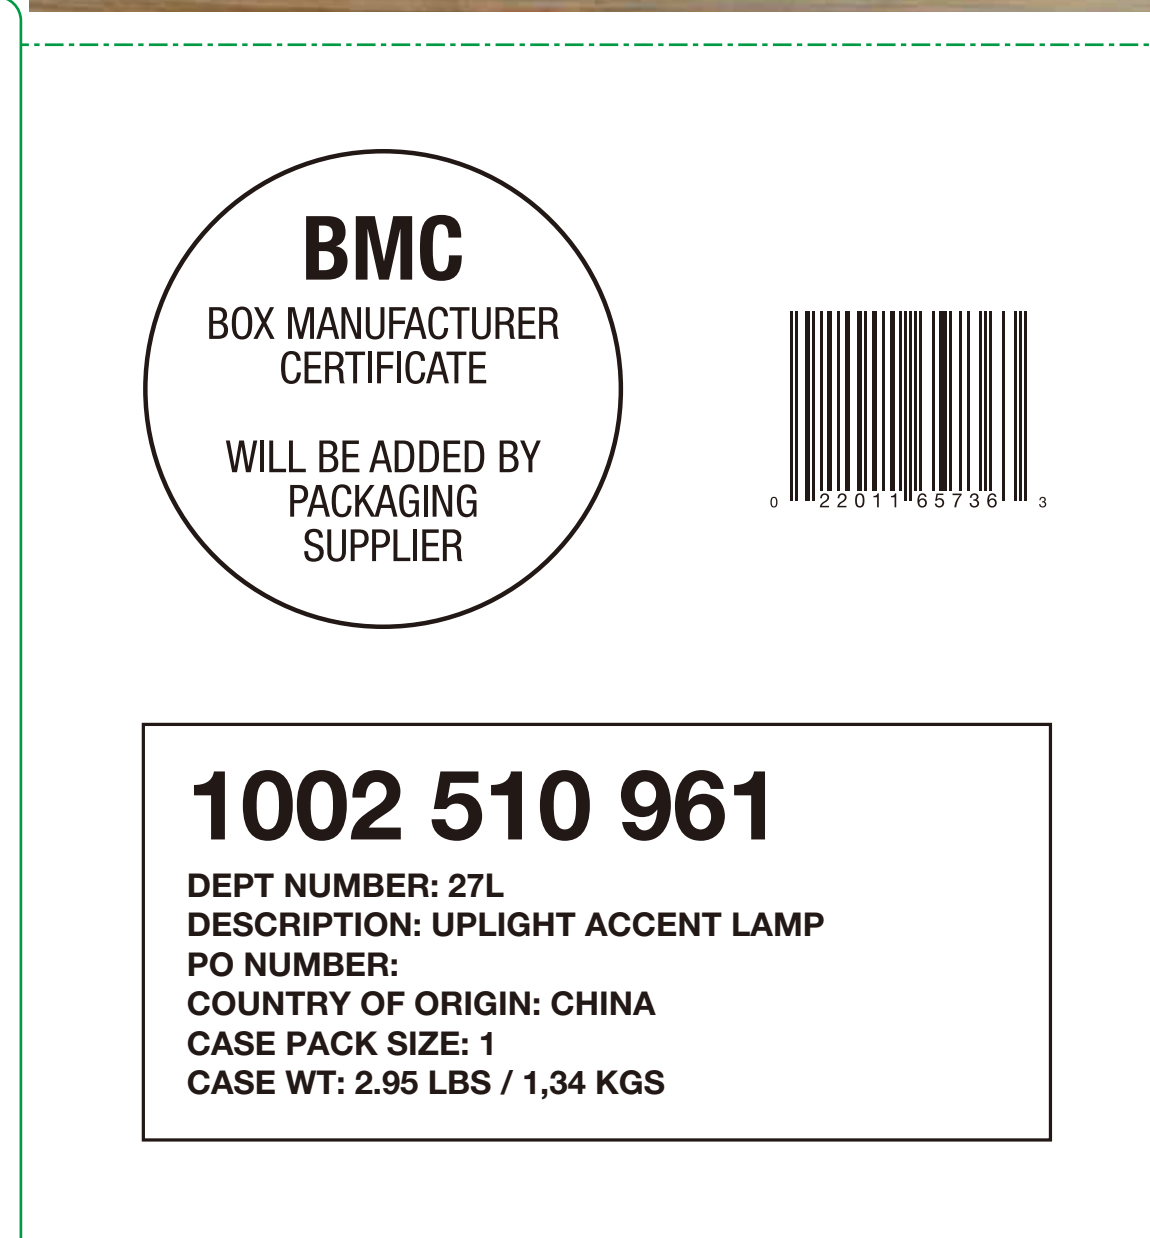 BMC
BOX MANUFACTURER
CERTIFICATE
WILL BE ADDED BY
PACKAGING
SUPPLIER
0 22011 65736 3
1002 510 961
DEPT NUMBER: 27L
DESCRIPTION: UPLIGHT ACCENT LAMP
PO NUMBER:
COUNTRY OF ORIGIN: CHINA
CASE PACK SIZE: 1
CASE WT: 2.95 LBS / 1,34 KGS